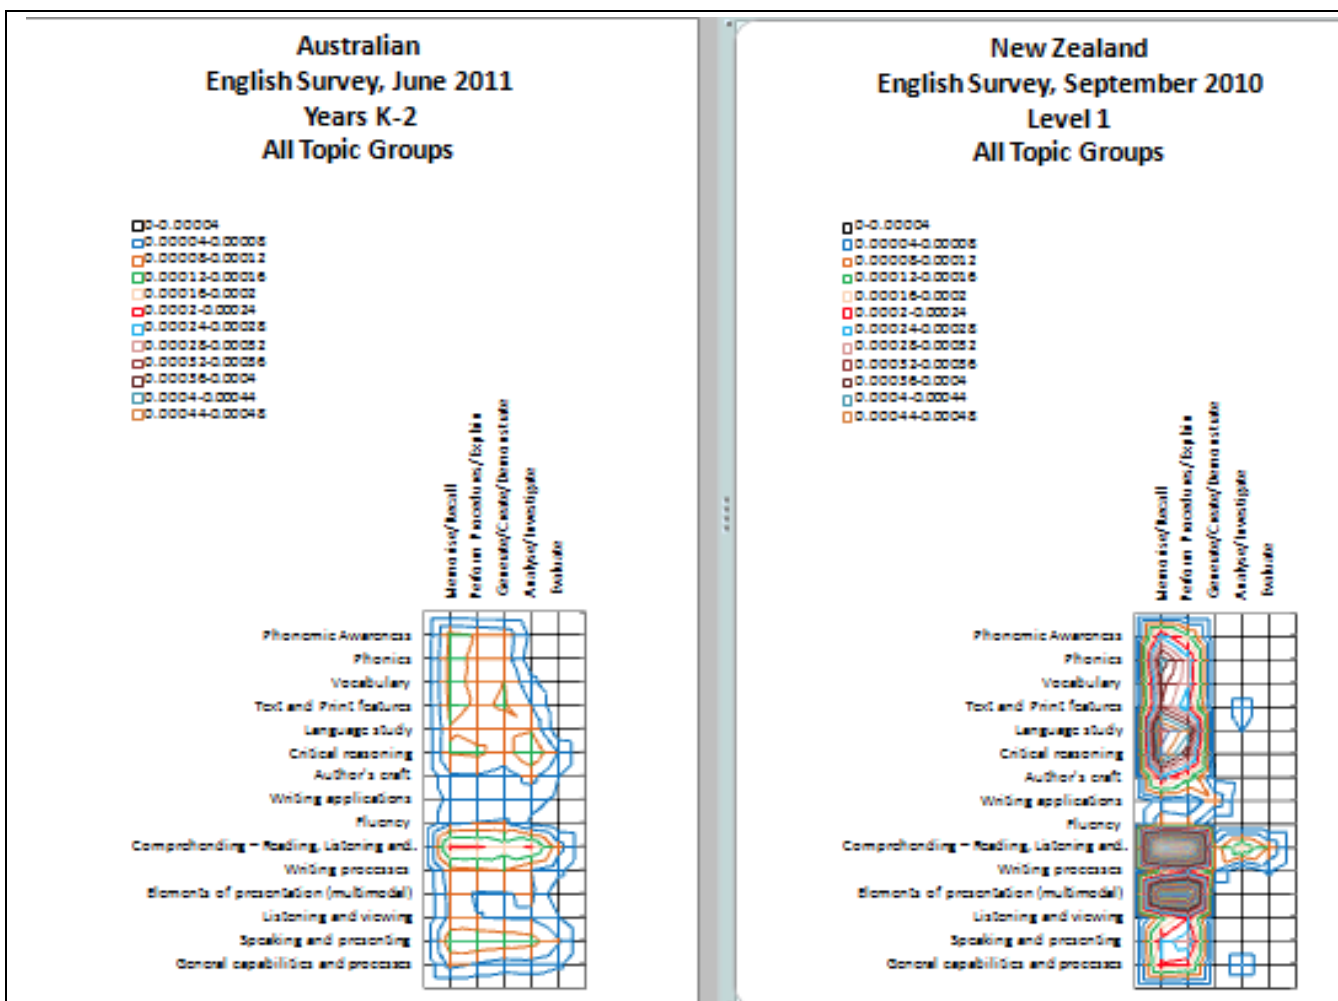 Australian
English Survey, June 2011
Years K-2
All Topic Groups
0-0.00004
0.00004-0.00008
0.00008-0.00012
0.00012-0.00016
0.00016-0.0002
0.0002-0.00024
0.00024-0.00028
0.00028-0.00032
0.00032-0.00036
0.00036-0.0004
0.0004-0.00044
0.00044-0.00048
Memorise/Recall
Perform Procedures/Explain
Generate/Create/Demonstrate
Analyse/Investigate
Evaluate
Phonomic Awareness
Phonics
Vocabulary
Text and Print features
Language study
Critical reasoning
Author's craft
Writing applications
Fluency
Comprehending – Reading, Listening and..
Writing processes
Elements of presentation (multimodal)
Listening and viewing
Speaking and presenting
General capabilities and processes
New Zealand
English Survey, September 2010
Level 1
All Topic Groups
0-0.00004
0.00004-0.00008
0.00008-0.00012
0.00012-0.00016
0.00016-0.0002
0.0002-0.00024
0.00024-0.00028
0.00028-0.00032
0.00032-0.00036
0.00036-0.0004
0.0004-0.00044
0.00044-0.00048
Memorise/Recall
Perform Procedures/Explain
Generate/Create/Demonstrate
Analyse/Investigate
Evaluate
Phonomic Awareness
Phonics
Vocabulary
Text and Print features
Language study
Critical reasoning
Author's craft
Writing applications
Fluency
Comprehending – Reading, Listening and..
Writing processes
Elements of presentation (multimodal)
Listening and viewing
Speaking and presenting
General capabilities and processes